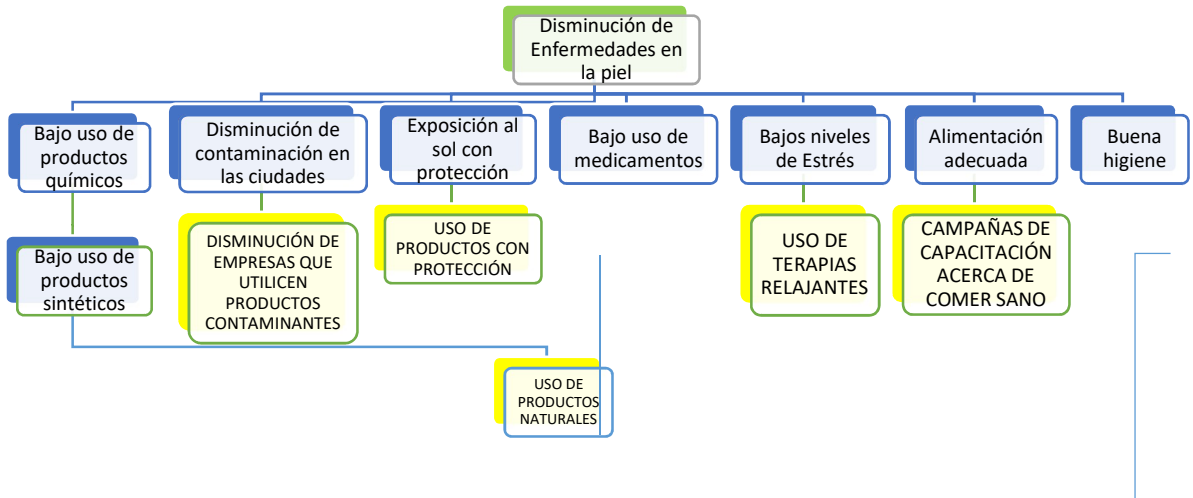 Disminución de
Enfermedades en
la piel
Bajo uso de
productos
químicos
Disminución de
contaminación en
las ciudades
Exposición al
sol con
protección
Bajo uso de
medicamentos
Bajos niveles
de Estrés
Alimentación
adecuada
Buena
higiene
Bajo uso de
productos
sintéticos
DISMINUCIÓN DE
EMPRESAS QUE
UTILICEN
PRODUCTOS
CONTAMINANTES
USO DE
PRODUCTOS CON
PROTECCIÓN
USO DE
TERAPIAS
RELAJANTES
CAMPAÑAS DE
CAPACITACIÓN
ACERCA DE
COMER SANO
USO DE
PRODUCTOS
NATURALES